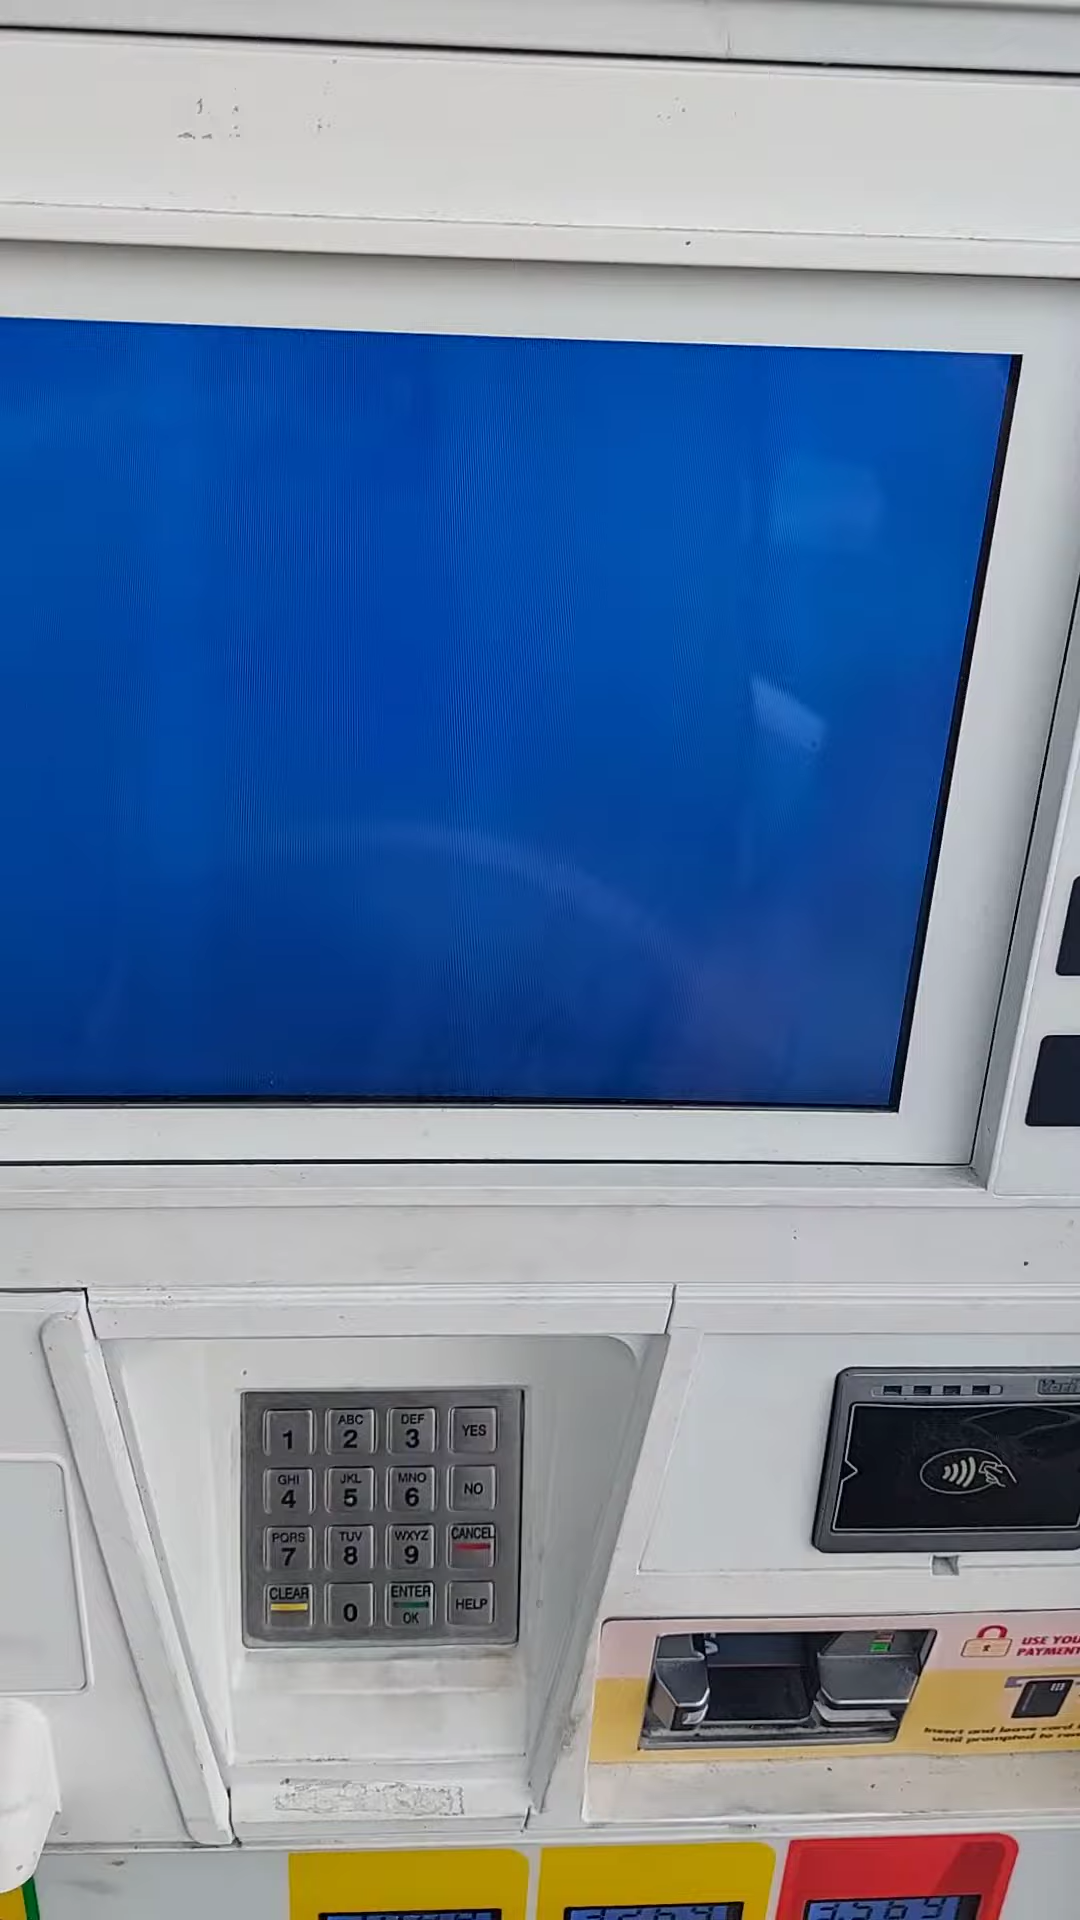 1 ABC 2 DEF 3 YES
GHI 4 JKL 5 MNO 6 NO
PQRS 7 TUV 8 WXYZ 9 CANCEL
CLEAR 0 ENTER OK HELP
USE YOU
PAYMENT
Insert and leave card
until prompted to